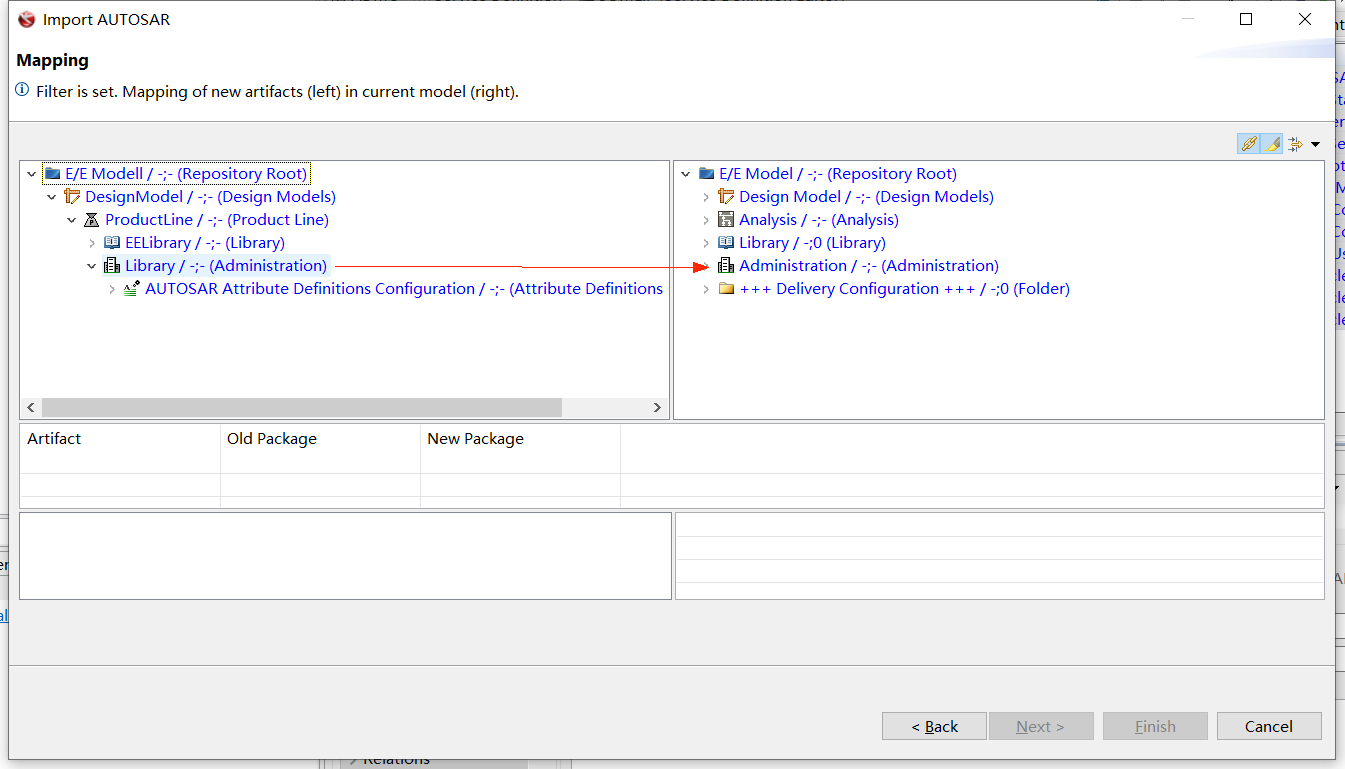 Import AUTOSAR
Mapping
Filter is set. Mapping of new artifacts (left) in current model (right).
E/E Modell / -;- (Repository Root)
DesignModel / -;- (Design Models)
ProductLine / -;- (Product Line)
EELibrary / -;- (Library)
Library / -;- (Administration)
AUTOSAR Attribute Definitions Configuration / -;- (Attribute Definitions
E/E Model / -;- (Repository Root)
Design Model / -;- (Design Models)
Analysis / -;- (Analysis)
Library / -;0 (Library)
Administration / -;- (Administration)
+++ Delivery Configuration +++ / -;0 (Folder)
Artifact Old Package New Package
< Back Next > Finish Cancel
Relations